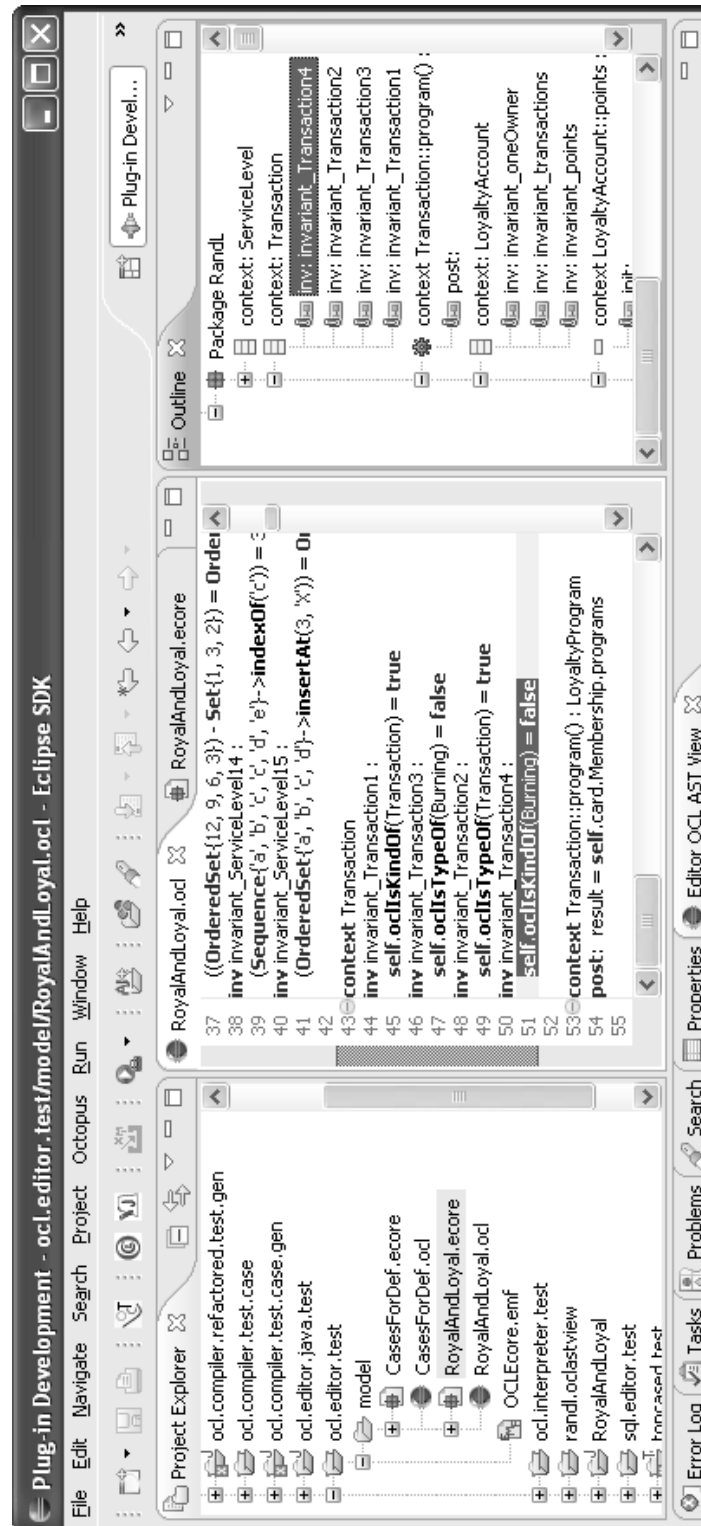 Plug-in Development - ocl.editor.test/model/RoyalAndLoyal.ocl - Eclipse SDK
File Edit Navigate Search Project Octopus Run Window Help
Plug-in Devel... »
Project Explorer
ocl.compiler.refactored.test.gen
ocl.compiler.test.case
ocl.compiler.test.case.gen
ocl.editor.java.test
ocl.editor.test
model
CasesForDef.ecore
CasesForDef.ocl
RoyalAndLoyal.ecore
RoyalAndLoyal.ocl
OCLEcore.emf
ocl.interpreter.test
randl.oclastview
RoyalAndLoyal
sql.editor.test
topcased.test
RoyalAndLoyal.ocl RoyalAndLoyal.ecore
37 ((OrderedSet{12, 9, 6, 3}) - Set{1, 3, 2}) = Order
38 inv invariant_ServiceLevel14 :
39 (Sequence{'a', 'b', 'c', 'c', 'd', 'e'}->indexOf('c')) = 3
40 inv invariant_ServiceLevel15 :
41 (OrderedSet{'a', 'b', 'c', 'd'}->insertAt(3, 'X')) = Or
42
43 context Transaction
44 inv invariant_Transaction1 :
45 self.oclIsKindOf(Transaction) = true
46 inv invariant_Transaction3 :
47 self.oclIsTypeOf(Burning) = false
48 inv invariant_Transaction2 :
49 self.oclIsTypeOf(Transaction) = true
50 inv invariant_Transaction4 :
51 self.oclIsKindOf(Burning) = false
52
53 context Transaction::program() : LoyaltyProgram
54 post: result = self.card.Membership.programs
55
Outline
Package RandL
context: ServiceLevel
context: Transaction
inv: invariant_Transaction4
inv: invariant_Transaction2
inv: invariant_Transaction3
inv: invariant_Transaction1
context Transaction::program() :
post:
context: LoyaltyAccount
inv: invariant_oneOwner
inv: invariant_transactions
inv: invariant_points
context LoyaltyAccount::points :
init:
Error Log Tasks Problems Search Properties Editor OCL AST View